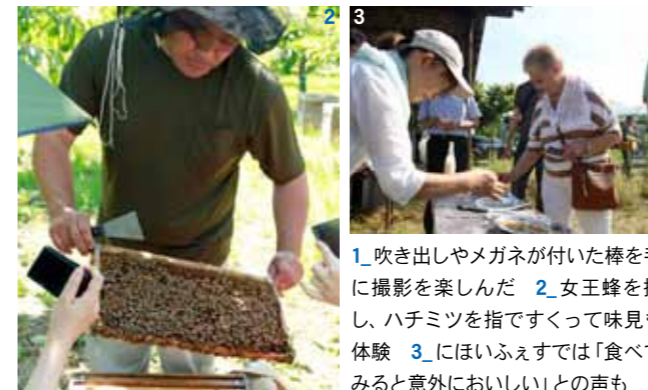 2
3
1_吹き出しやメガネが付いた棒を
に撮影を楽しんだ 2_女王蜂を
し、ハチミツを指ですくって味見
体験 3_にほいふぇすでは「食べて
みると意外においしい」との声も